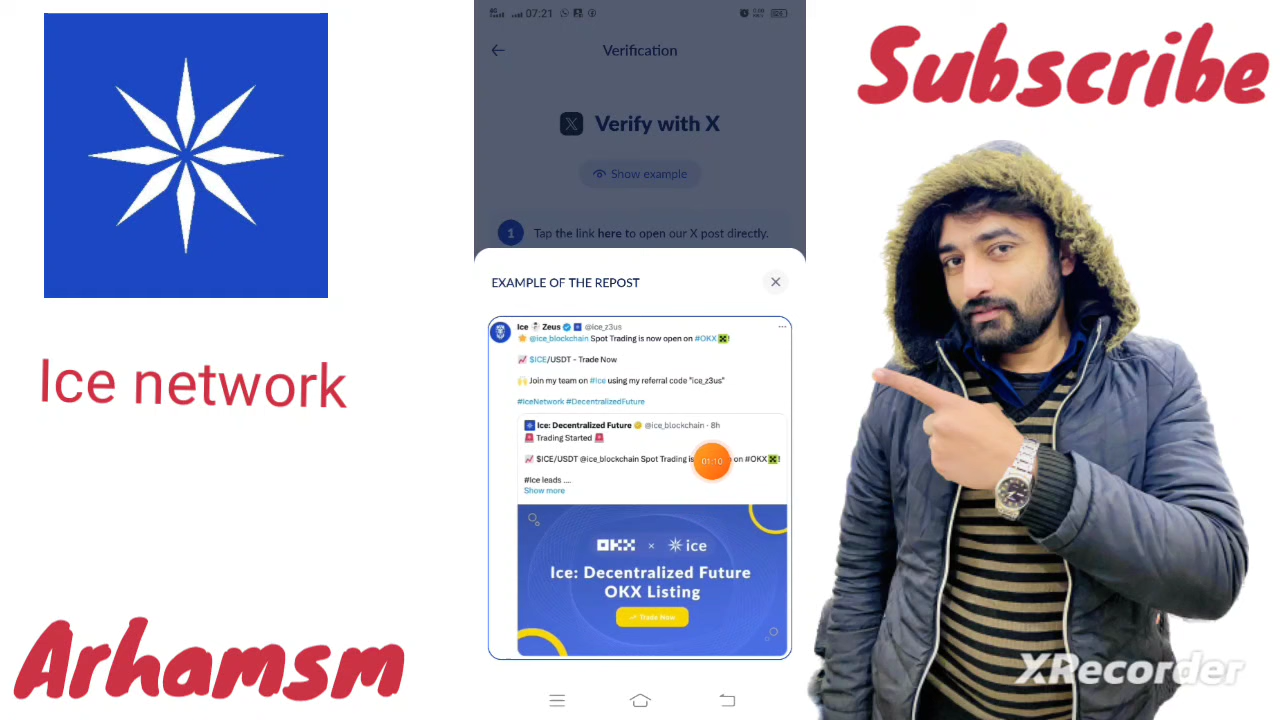 Subscribe
Ice network
Arhamsm
07:21
Verification
Verify with X
Show example
1 Tap the link here to open our X post directly.
EXAMPLE OF THE REPOST
Ice Zeus @ice_z3us
@ice_blockchain Spot Trading is now open on #OKX !
$ICE/USDT - Trade Now
Join my team on #Ice using my referral code "ice_z3us"
#IceNetwork #DecentralizedFuture
Ice: Decentralized Future @ice_blockchain · 8h
Trading Started
$ICE/USDT @ice_blockchain Spot Trading is on #OKX !
01:10
#Ice leads ....
Show more
OKX × ice
Ice: Decentralized Future
OKX Listing
Trade Now
XRecorder